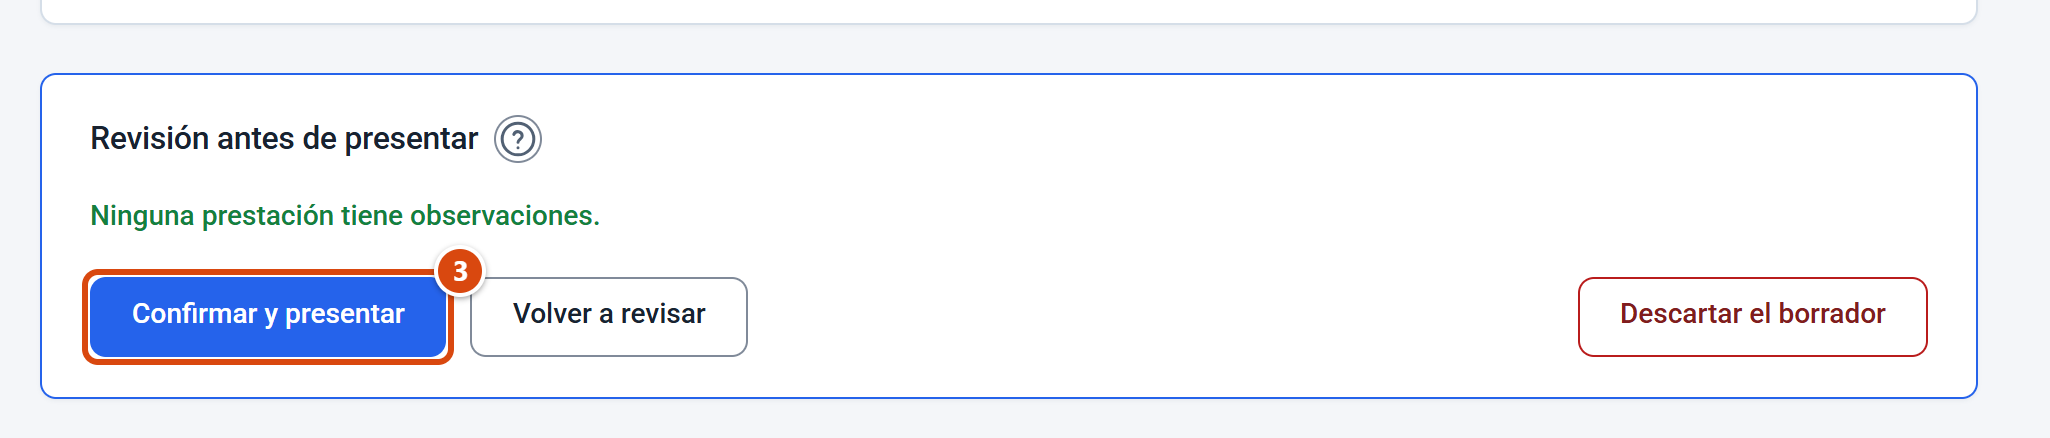 Revisión antes de presentar ?
Ninguna prestación tiene observaciones.
3
Confirmar y presentar
Volver a revisar
Descartar el borrador